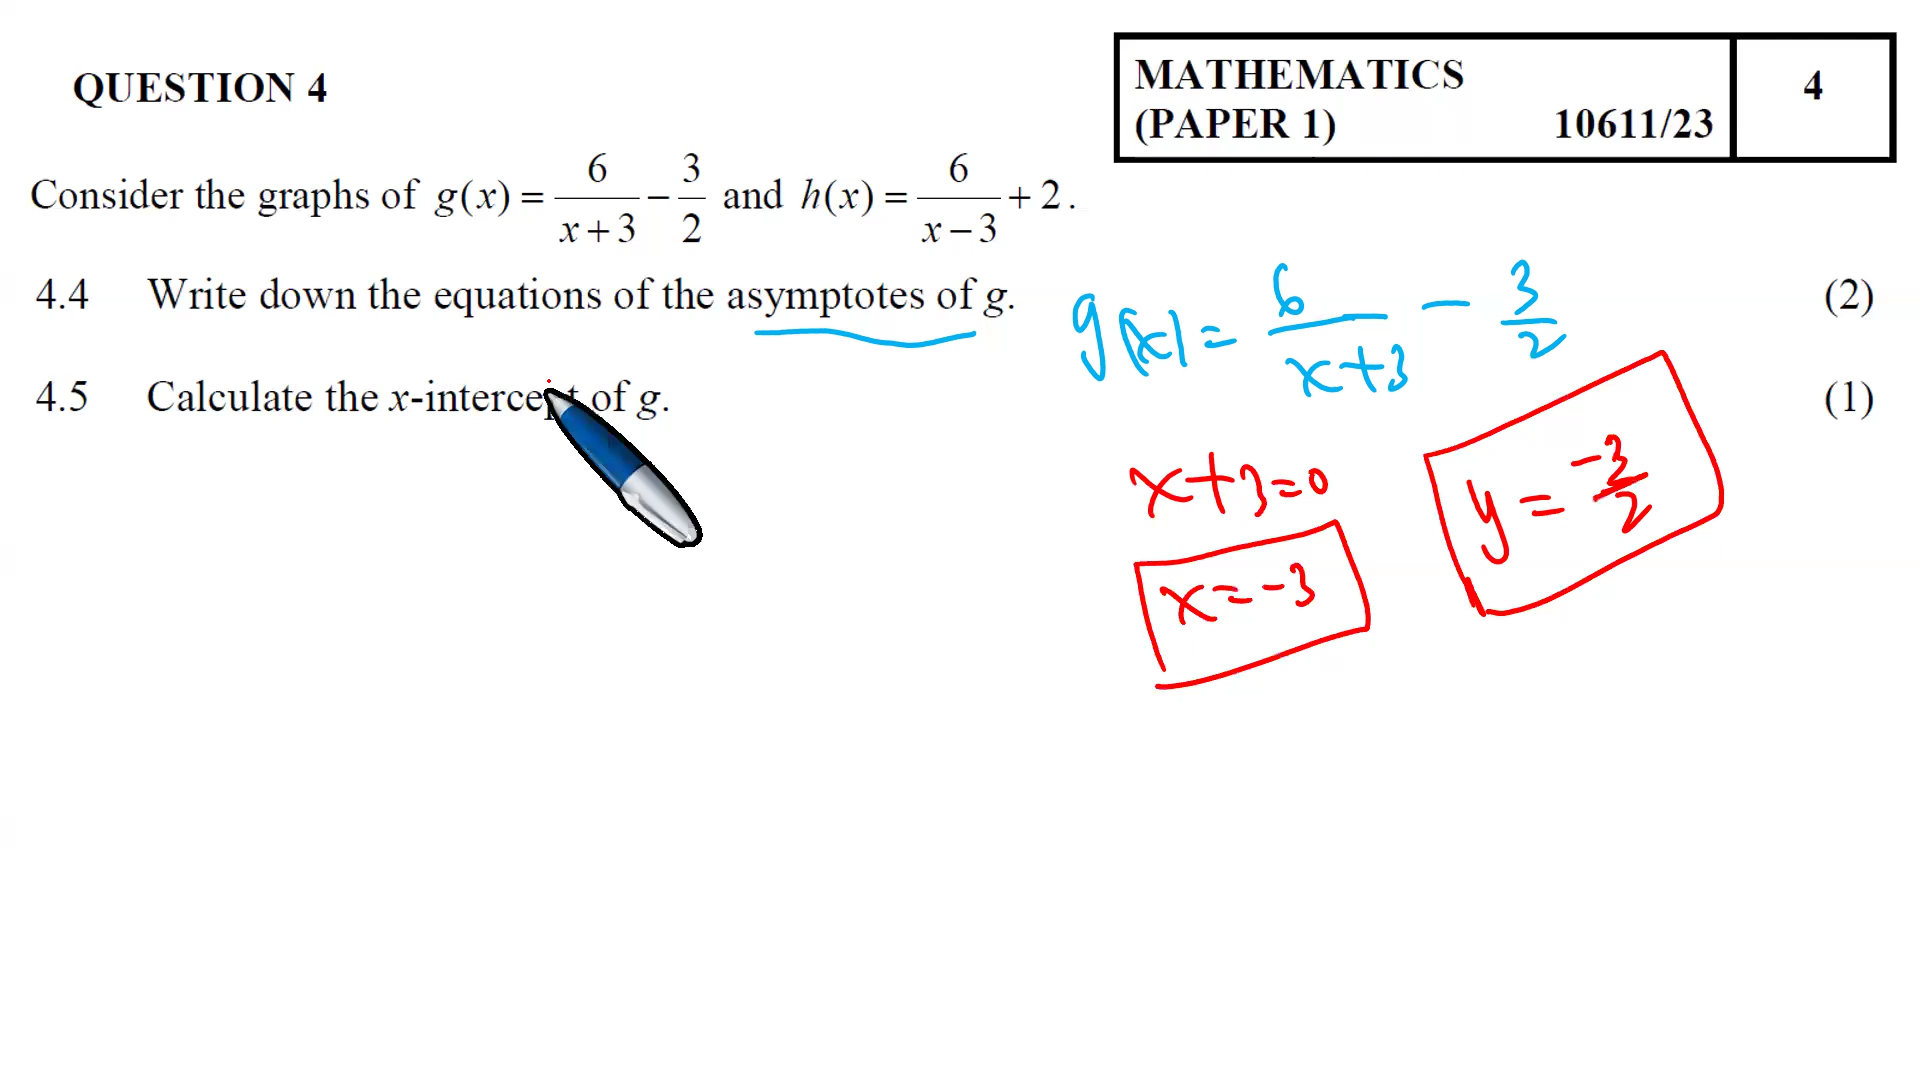 QUESTION 4
MATHEMATICS
(PAPER 1) 10611/23
4
Consider the graphs of g(x) = 6/(x+3) − 3/2 and h(x) = 6/(x−3) + 2.
4.4 Write down the equations of the asymptotes of g. (2)
g(x) = 6/(x+3) − 3/2
4.5 Calculate the x-intercept of g. (1)
x+3=0
x=-3
y = -3/2